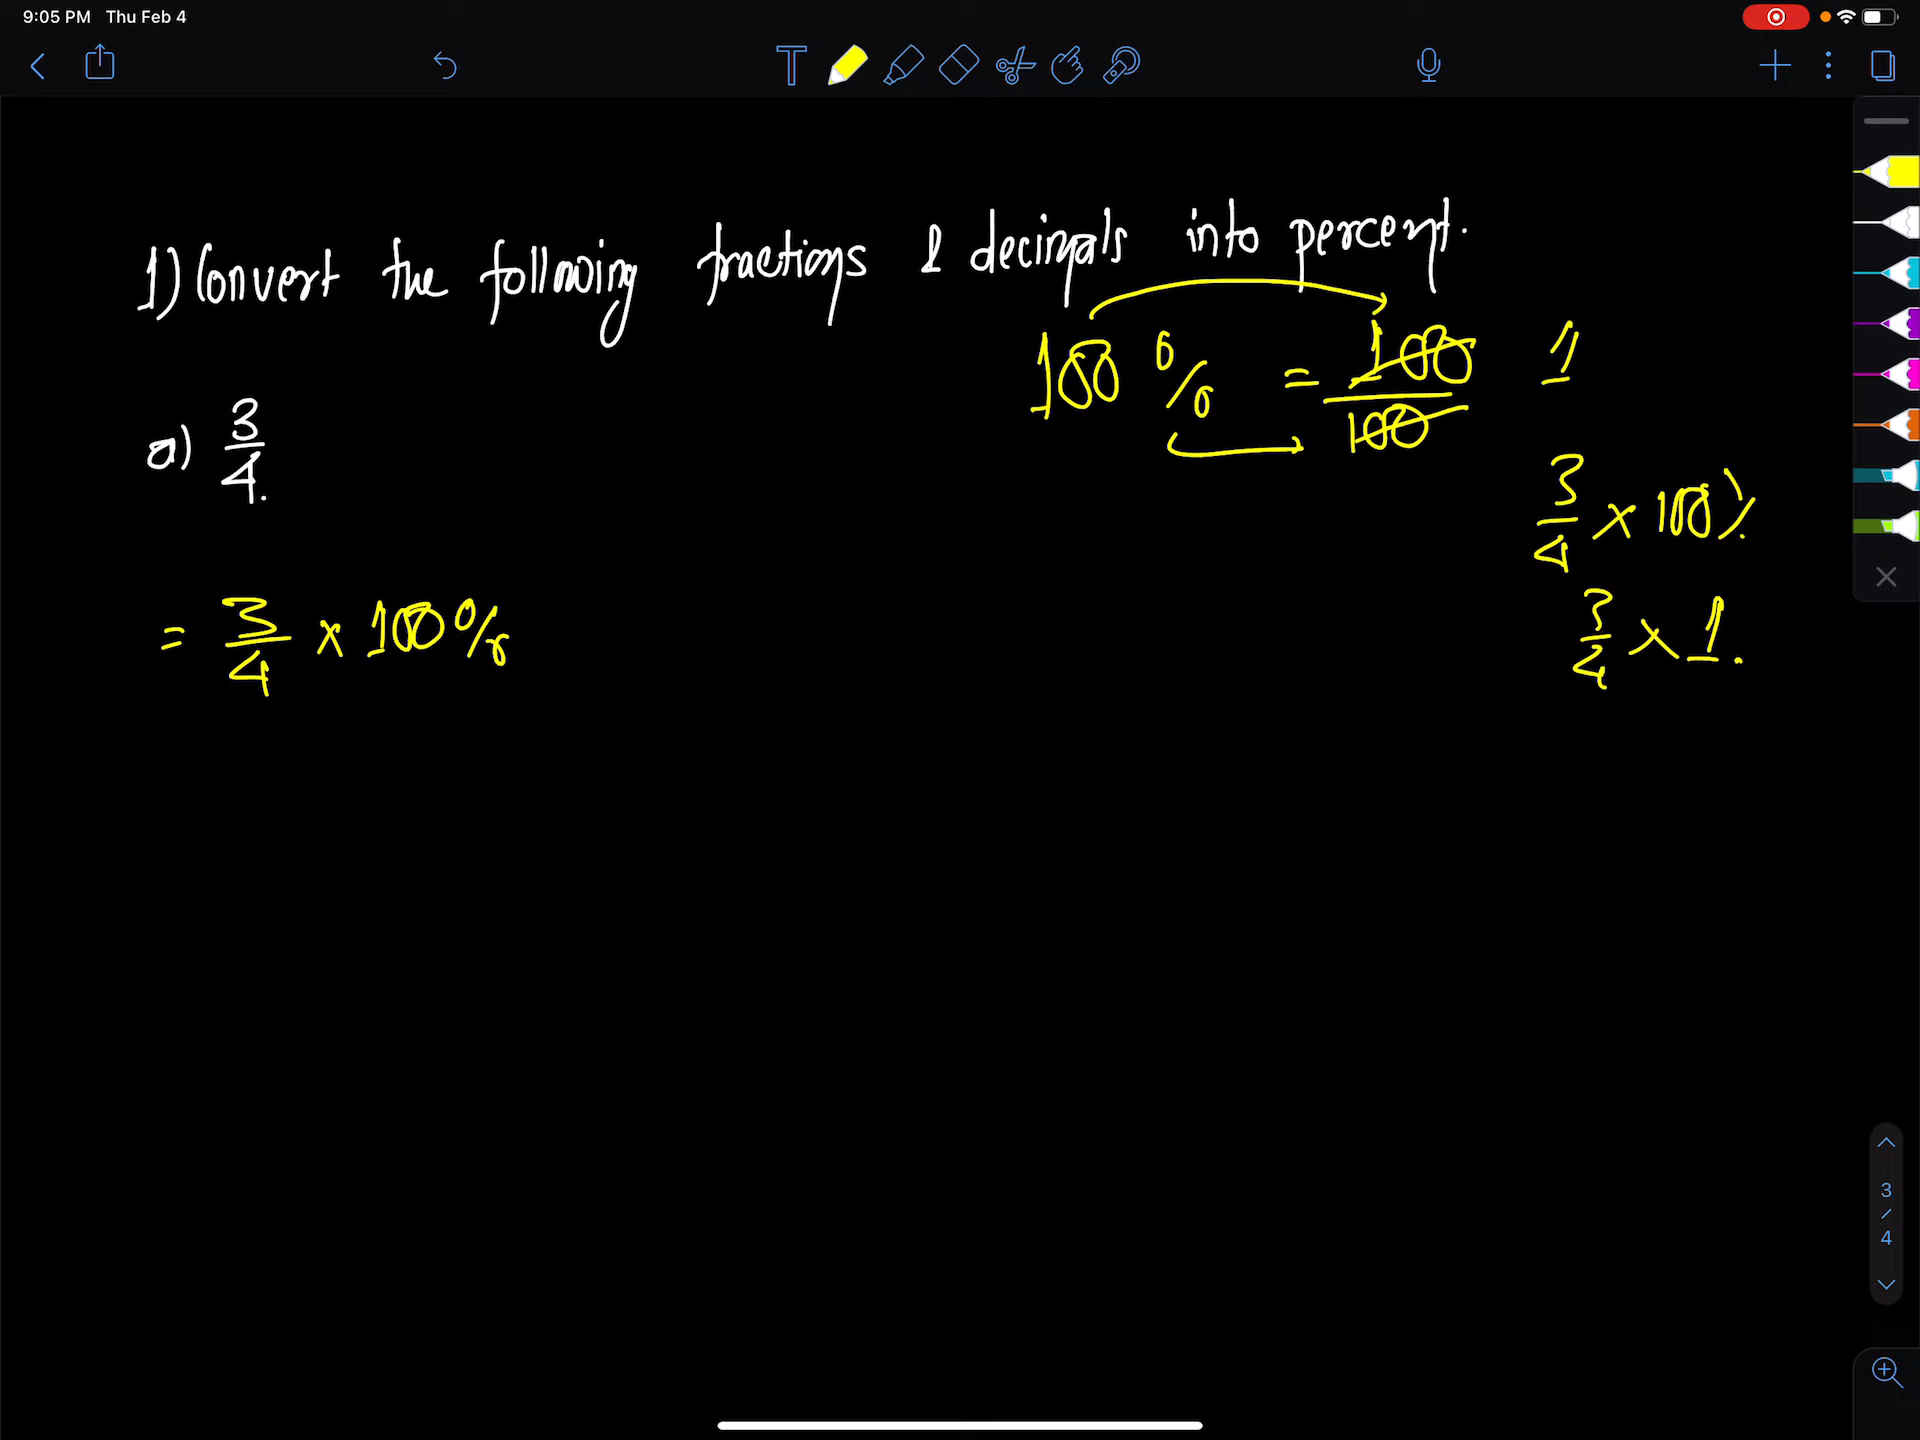 9:05 PM Thu Feb 4
1) Convert the following fractions & decimals into percent.
100 % = 100/100 1
a) 3/4.
3/4 × 100%
= 3/4 × 100%
3/4 × 1.
3
/
4